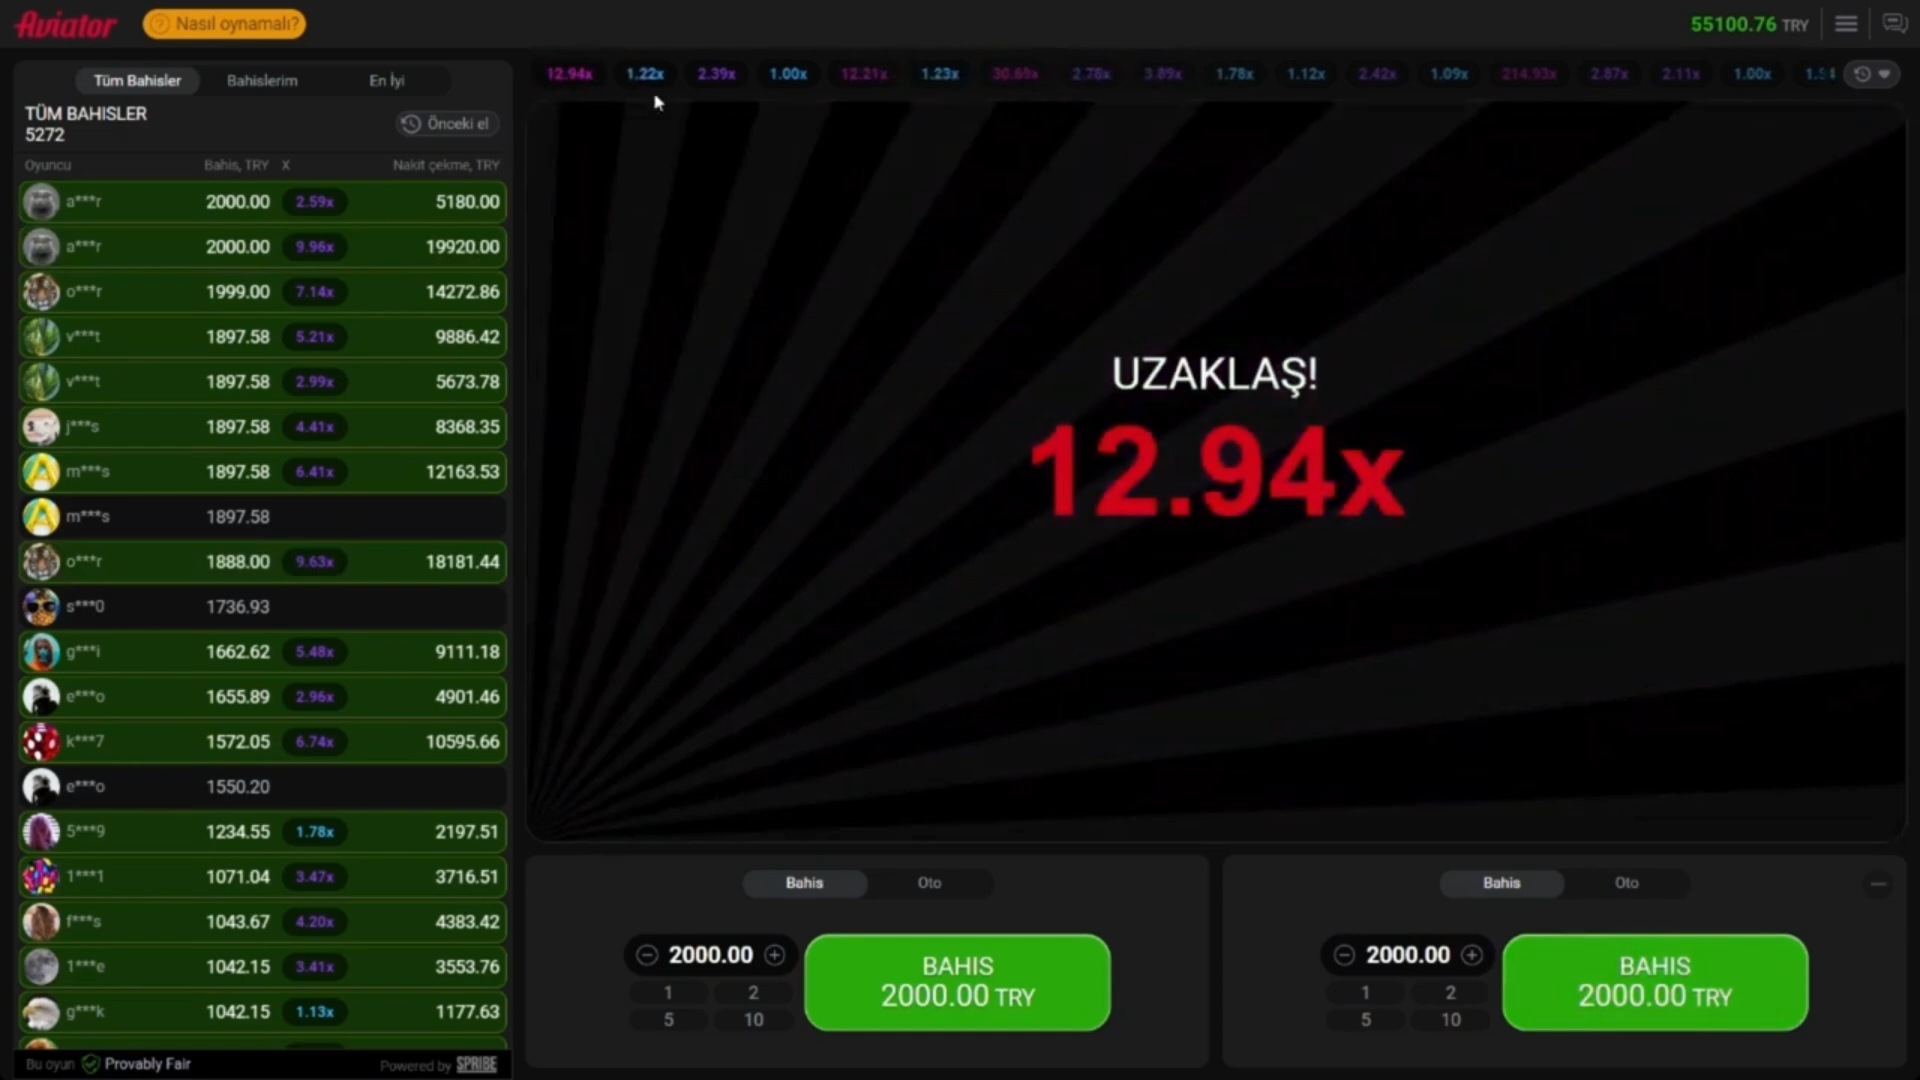 Aviator
Nasıl oynamalı?
55100.76 TRY
Tüm Bahisler Bahislerim En İyi
12.94x 1.22x 2.39x 1.00x 12.21x 1.23x 30.69x 2.78x 3.89x 1.78x 1.12x 2.42x 1.09x 214.93x 2.87x 2.11x 1.00x
TÜM BAHISLER
5272
Önceki el
Oyuncu Bahis, TRY X Nakit çekme, TRY
a***r 2000.00 2.59x 5180.00
a***r 2000.00 9.96x 19920.00
o***r 1999.00 7.14x 14272.86
v***t 1897.58 5.21x 9886.42
v***t 1897.58 2.99x 5673.78
j***s 1897.58 4.41x 8368.35
m***s 1897.58 6.41x 12163.53
m***s 1897.58
o***r 1888.00 9.63x 18181.44
s***0 1736.93
g***i 1662.62 5.48x 9111.18
e***o 1655.89 2.96x 4901.46
k***7 1572.05 6.74x 10595.66
e***o 1550.20
5***9 1234.55 1.78x 2197.51
1***1 1071.04 3.47x 3716.51
f***s 1043.67 4.20x 4383.42
1***e 1042.15 3.41x 3553.76
g***k 1042.15 1.13x 1177.63
Bu oyun Provably Fair Powered by SPRIBE
UZAKLAŞ!
12.94x
Bahis Oto
2000.00
1 2
5 10
BAHIS
2000.00 TRY
Bahis Oto
2000.00
1 2
5 10
BAHIS
2000.00 TRY